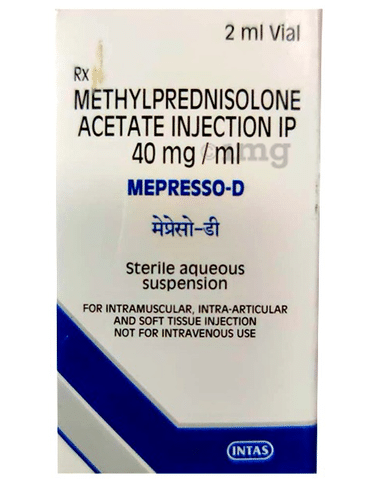 2 ml Vial
Rx
METHYLPREDNISOLONE
ACETATE INJECTION IP
40 mg / ml
MEPRESSO-D
मेप्रेसो-डी
Sterile aqueous
suspension
FOR INTRAMUSCULAR, INTRA-ARTICULAR
AND SOFT TISSUE INJECTION
NOT FOR INTRAVENOUS USE
INTAS